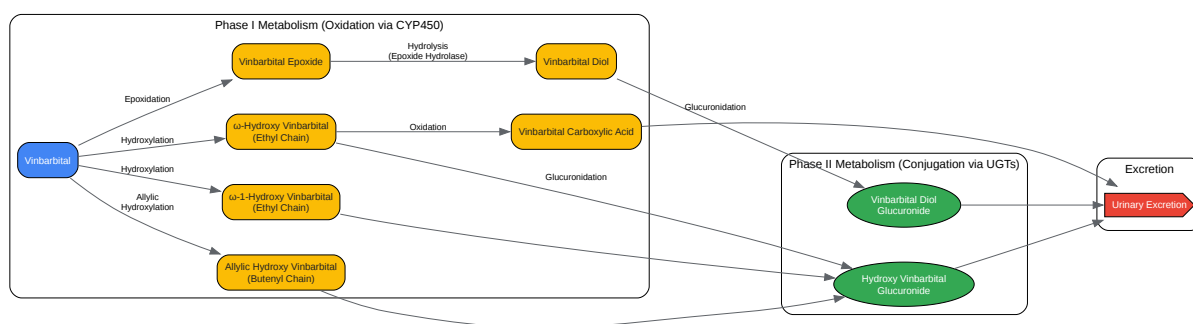 Phase I Metabolism (Oxidation via CYP450)
Vinbarbital
Epoxidation
Hydroxylation
Hydroxylation
Allylic
Hydroxylation
Vinbarbital Epoxide
ω-Hydroxy Vinbarbital
(Ethyl Chain)
ω-1-Hydroxy Vinbarbital
(Ethyl Chain)
Allylic Hydroxy Vinbarbital
(Butenyl Chain)
Hydrolysis
(Epoxide Hydrolase)
Oxidation
Vinbarbital Diol
Vinbarbital Carboxylic Acid
Glucuronidation
Glucuronidation
Phase II Metabolism (Conjugation via UGTs)
Vinbarbital Diol
Glucuronide
Hydroxy Vinbarbital
Glucuronide
Excretion
Urinary Excretion